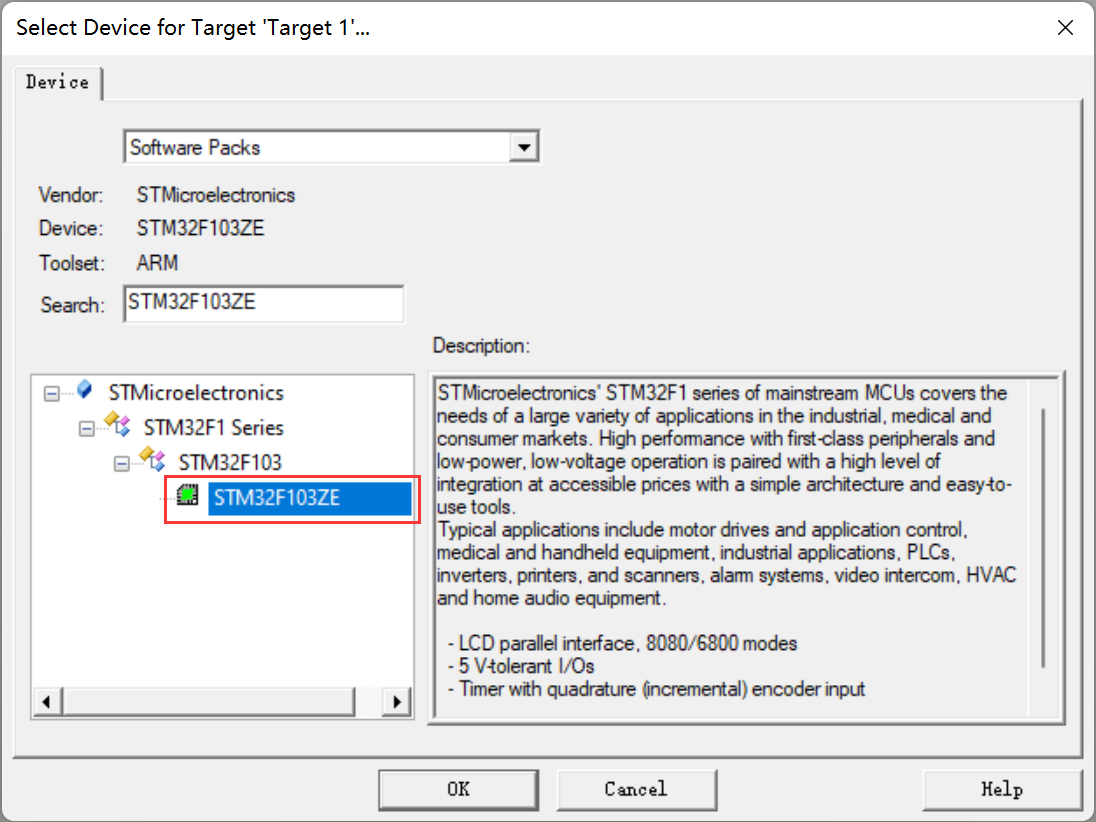 Select Device for Target 'Target 1'...
Device
Software Packs
Vendor: STMicroelectronics
Device: STM32F103ZE
Toolset: ARM
Search: STM32F103ZE
Description:
STMicroelectronics
STM32F1 Series
STM32F103
STM32F103ZE
STMicroelectronics' STM32F1 series of mainstream MCUs covers the
needs of a large variety of applications in the industrial, medical and
consumer markets. High performance with first-class peripherals and
low-power, low-voltage operation is paired with a high level of
integration at accessible prices with a simple architecture and easy-to-
use tools.
Typical applications include motor drives and application control,
medical and handheld equipment, industrial applications, PLCs,
inverters, printers, and scanners, alarm systems, video intercom, HVAC
and home audio equipment.
- LCD parallel interface, 8080/6800 modes
- 5 V-tolerant I/Os
- Timer with quadrature (incremental) encoder input
OK
Cancel
Help